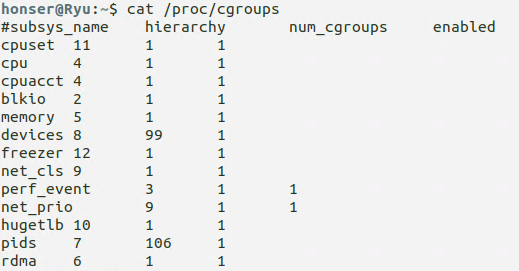 honser@Ryu:~$ cat /proc/cgroups
#subsys_name hierarchy num_cgroups enabled
cpuset 11 1 1
cpu 4 1 1
cpuacct 4 1 1
blkio 2 1 1
memory 5 1 1
devices 8 99 1
freezer 12 1 1
net_cls 9 1 1
perf_event 3 1 1
net_prio 9 1 1
hugetlb 10 1 1
pids 7 106 1
rdma 6 1 1